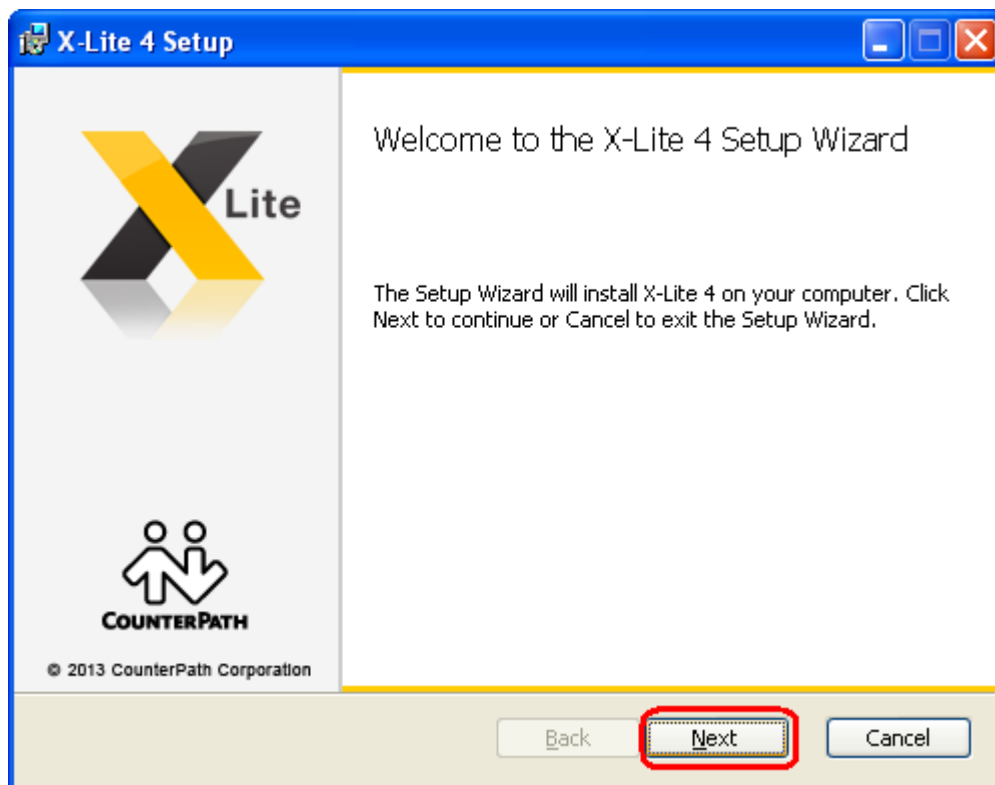 X-Lite 4 Setup
Lite
Welcome to the X-Lite 4 Setup Wizard
The Setup Wizard will install X-Lite 4 on your computer. Click
Next to continue or Cancel to exit the Setup Wizard.
COUNTERPATH
© 2013 CounterPath Corporation
Back
Next
Cancel